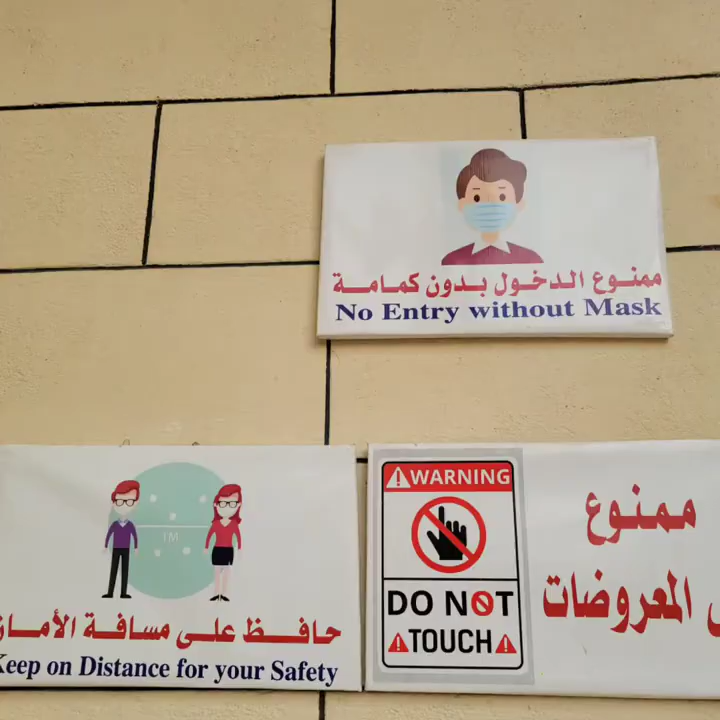 ممنوع الدخول بدون كمامة
No Entry without Mask
1M
حافظ على مسافة
Keep on Distance for your Safety
WARNING
DO NOT
TOUCH
ممنوع
المعروضات